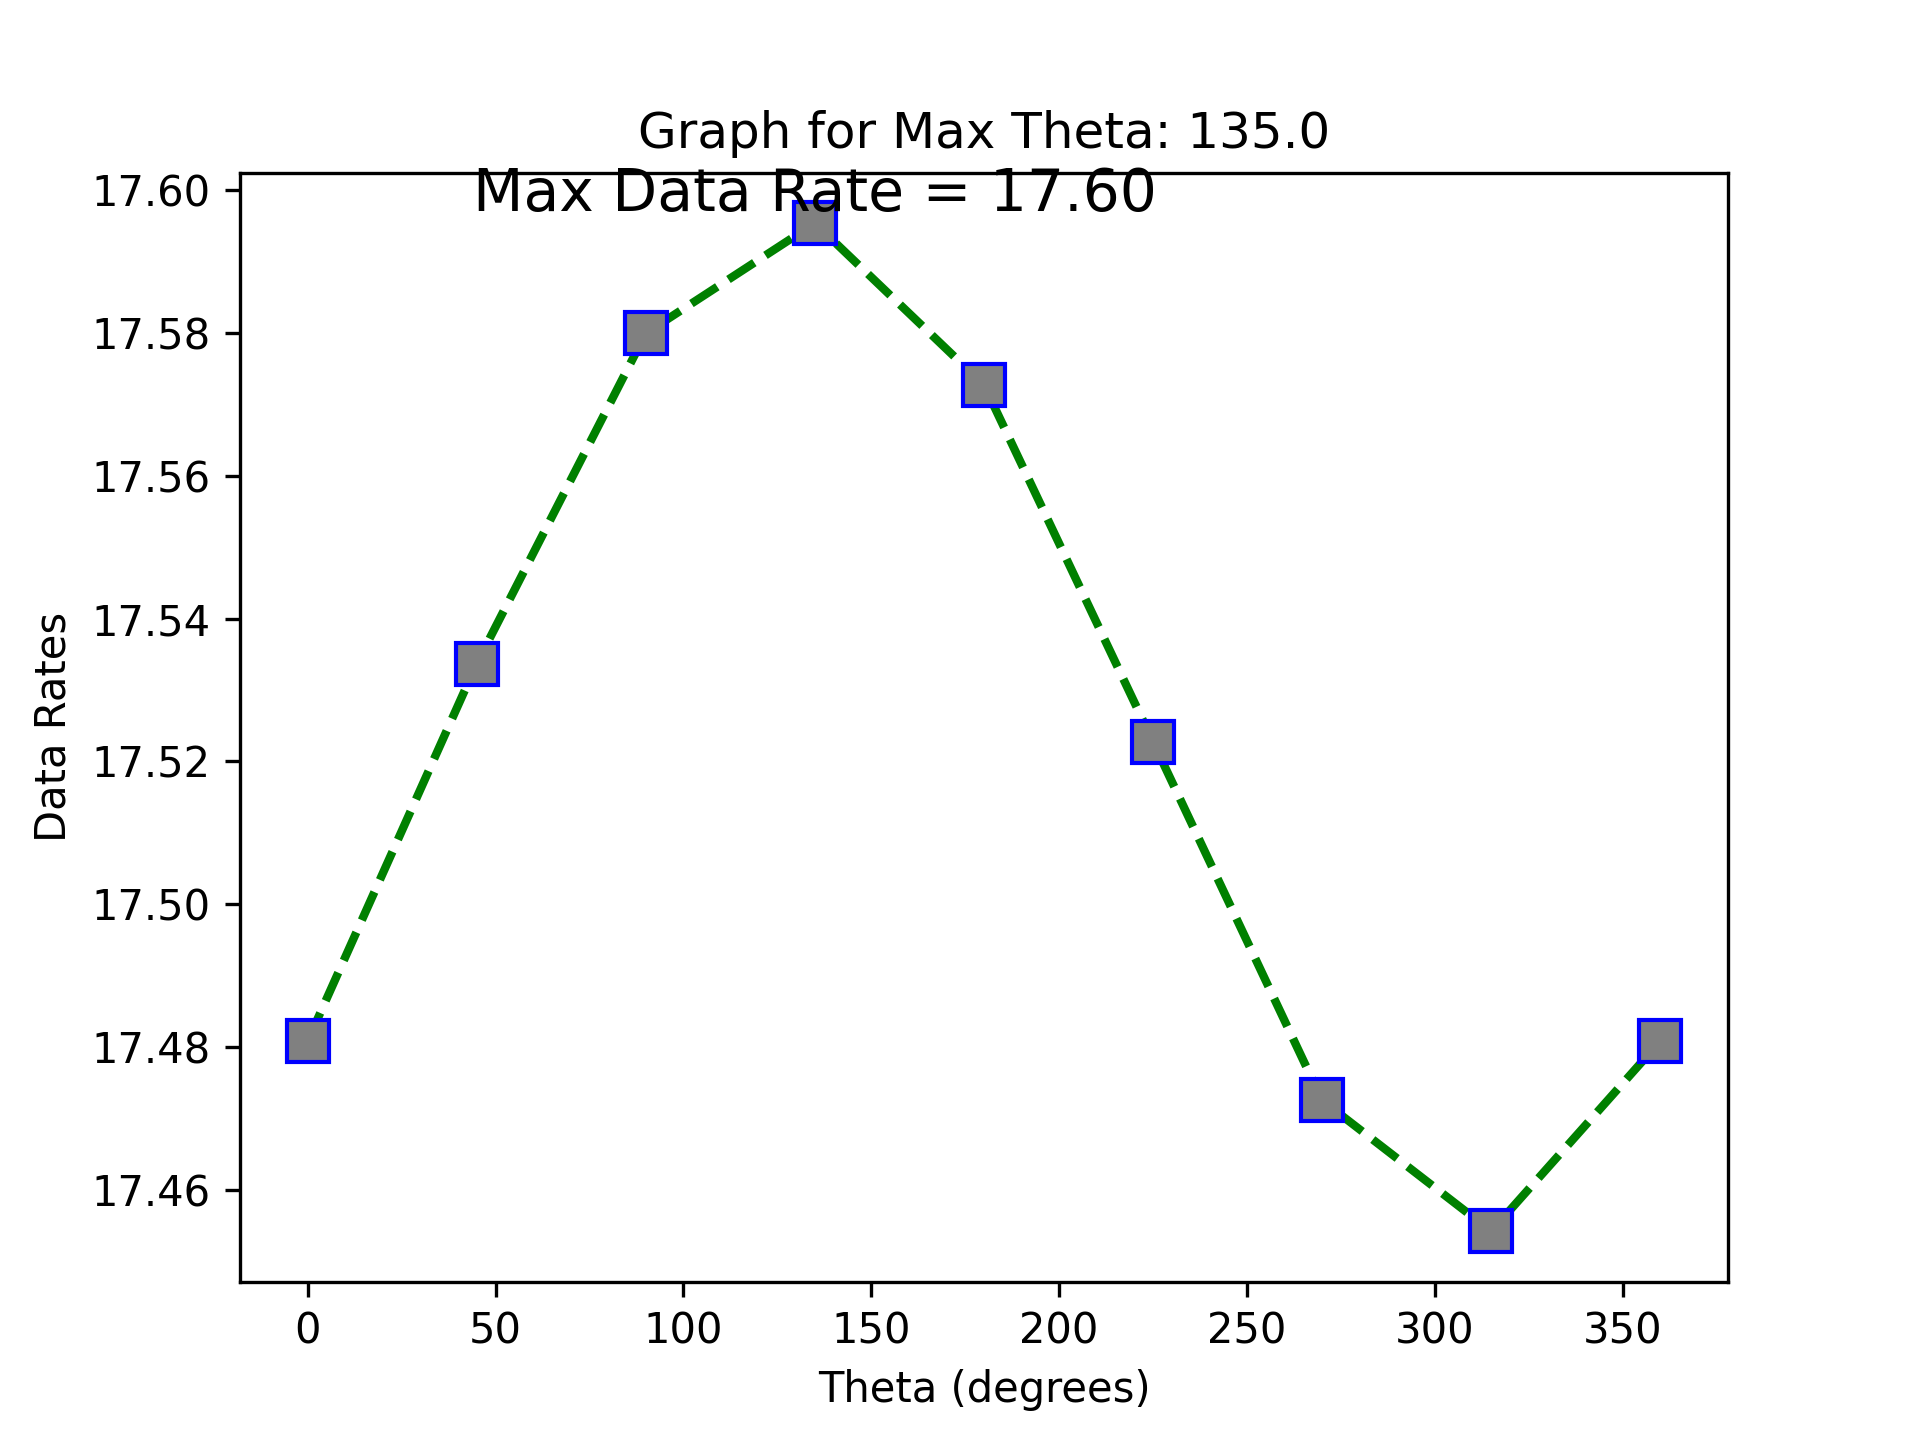 Graph for Max Theta: 135.0
Max Data Rate = 17.60
17.60
17.58
17.56
17.54
17.52
17.50
17.48
17.46
Data Rates
0 50 100 150 200 250 300 350
Theta (degrees)